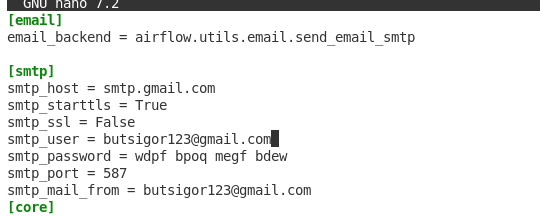 GNU nano 7.2
[email]
email_backend = airflow.utils.email.send_email_smtp
[smtp]
smtp_host = smtp.gmail.com
smtp_starttls = True
smtp_ssl = False
smtp_user = butsigor123@gmail.com
smtp_password = wdpf bpoq megf bdew
smtp_port = 587
smtp_mail_from = butsigor123@gmail.com
[core]